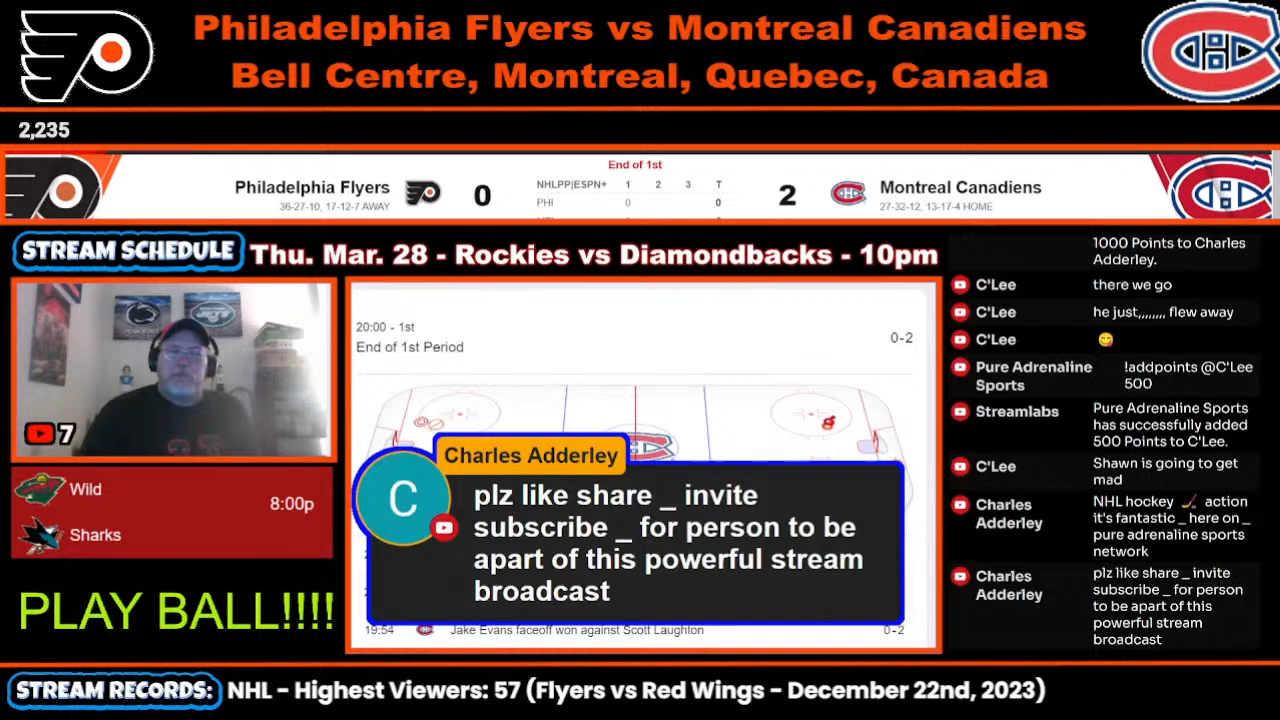 Philadelphia Flyers vs Montreal Canadiens
Bell Centre, Montreal, Quebec, Canada
2,235
End of 1st
Philadelphia Flyers
36-27-10, 17-12-7 AWAY
0
NHLPP|ESPN+ 1 2 3 T
PHI 0 0
2
Montreal Canadiens
27-32-12, 13-17-4 HOME
STREAM SCHEDULE
Thu. Mar. 28 - Rockies vs Diamondbacks - 10pm
JETS
7
Wild
Sharks
8:00p
PLAY BALL!!!!
20:00 - 1st
End of 1st Period
0-2
C
Charles Adderley
plz like share _ invite
subscribe _ for person to be
apart of this powerful stream
broadcast
19:54 Jake Evans faceoff won against Scott Laughton 0-2
1000 Points to Charles
Adderley.
C'Lee there we go
C'Lee he just,,,,,,,, flew away
C'Lee 😋
Pure Adrenaline
Sports
!addpoints @C'Lee
500
Streamlabs
Pure Adrenaline Sports
has successfully added
500 Points to C'Lee.
C'Lee
Shawn is going to get
mad
Charles
Adderley
NHL hockey 🏒 action
it's fantastic _ here on _
pure adrenaline sports
network
Charles
Adderley
plz like share _ invite
subscribe _ for person
to be apart of this
powerful stream
broadcast
STREAM RECORDS:
NHL - Highest Viewers: 57 (Flyers vs Red Wings - December 22nd, 2023)